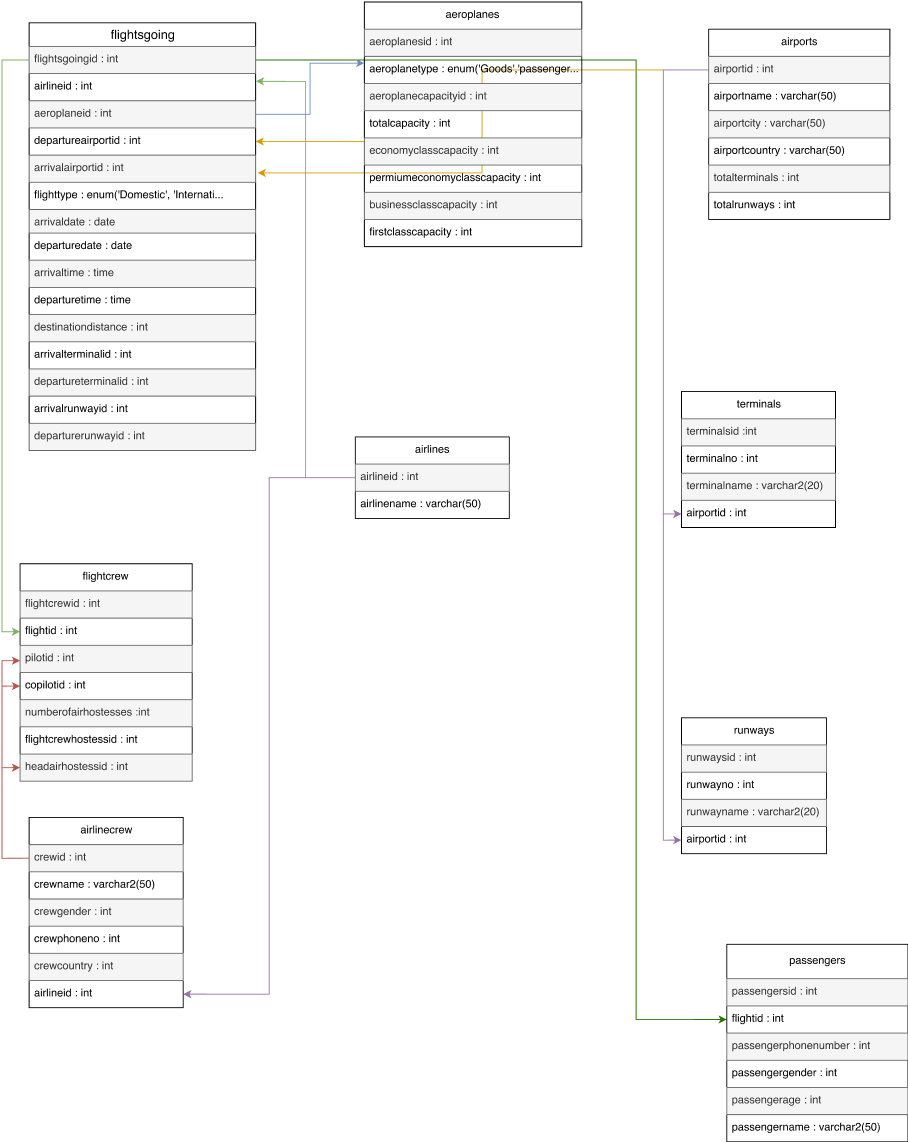 flightsgoing
flightsgoingid : int
airlineid : int
aeroplaneid : int
departureairportid : int
arrivalairportid : int
flighttype : enum('Domestic', 'Internati...
arrivaldate : date
departuredate : date
arrivaltime : time
departuretime : time
destinationdistance : int
arrivalterminalid : int
departureterminalid : int
arrivalrunwayid : int
departurerunwayid : int
aeroplanes
aeroplanesid : int
aeroplanetype : enum('Goods','passenger...
aeroplanecapacityid : int
totalcapacity : int
economyclasscapacity : int
permiumeconomyclasscapacity : int
businessclasscapacity : int
firstclasscapacity : int
airports
airportid : int
airportname : varchar(50)
airportcity : varchar(50)
airportcountry : varchar(50)
totalterminals : int
totalrunways : int
terminals
terminalsid :int
terminalno : int
terminalname : varchar2(20)
airportid : int
airlines
airlineid : int
airlinename : varchar(50)
flightcrew
flightcrewid : int
flightid : int
pilotid : int
copilotid : int
numberofairhostesses :int
flightcrewhostessid : int
headairhostessid : int
runways
runwaysid : int
runwayno : int
runwayname : varchar2(20)
airportid : int
airlinecrew
crewid : int
crewname : varchar2(50)
crewgender : int
crewphoneno : int
crewcountry : int
airlineid : int
passengers
passengersid : int
flightid : int
passengerphonenumber : int
passengergender : int
passengerage : int
passengername : varchar2(50)